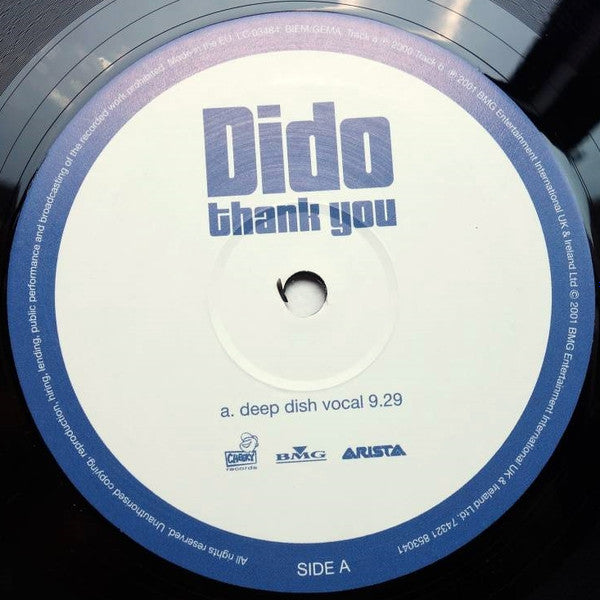 Dido
thank you
a. deep dish vocal 9.29
CHEEKY
records
BMG
ARISTA
SIDE A
All rights reserved. Unauthorised copying, reproduction, hiring, lending, public performance and broadcasting of the recorded work prohibited. Made in the EU. LC 03484. BIEM/GEMA. Track a ℗ 2000 Track b ℗ 2001 BMG Entertainment International UK & Ireland Ltd © 2001 BMG Entertainment International UK & Ireland Ltd. 74321 853041